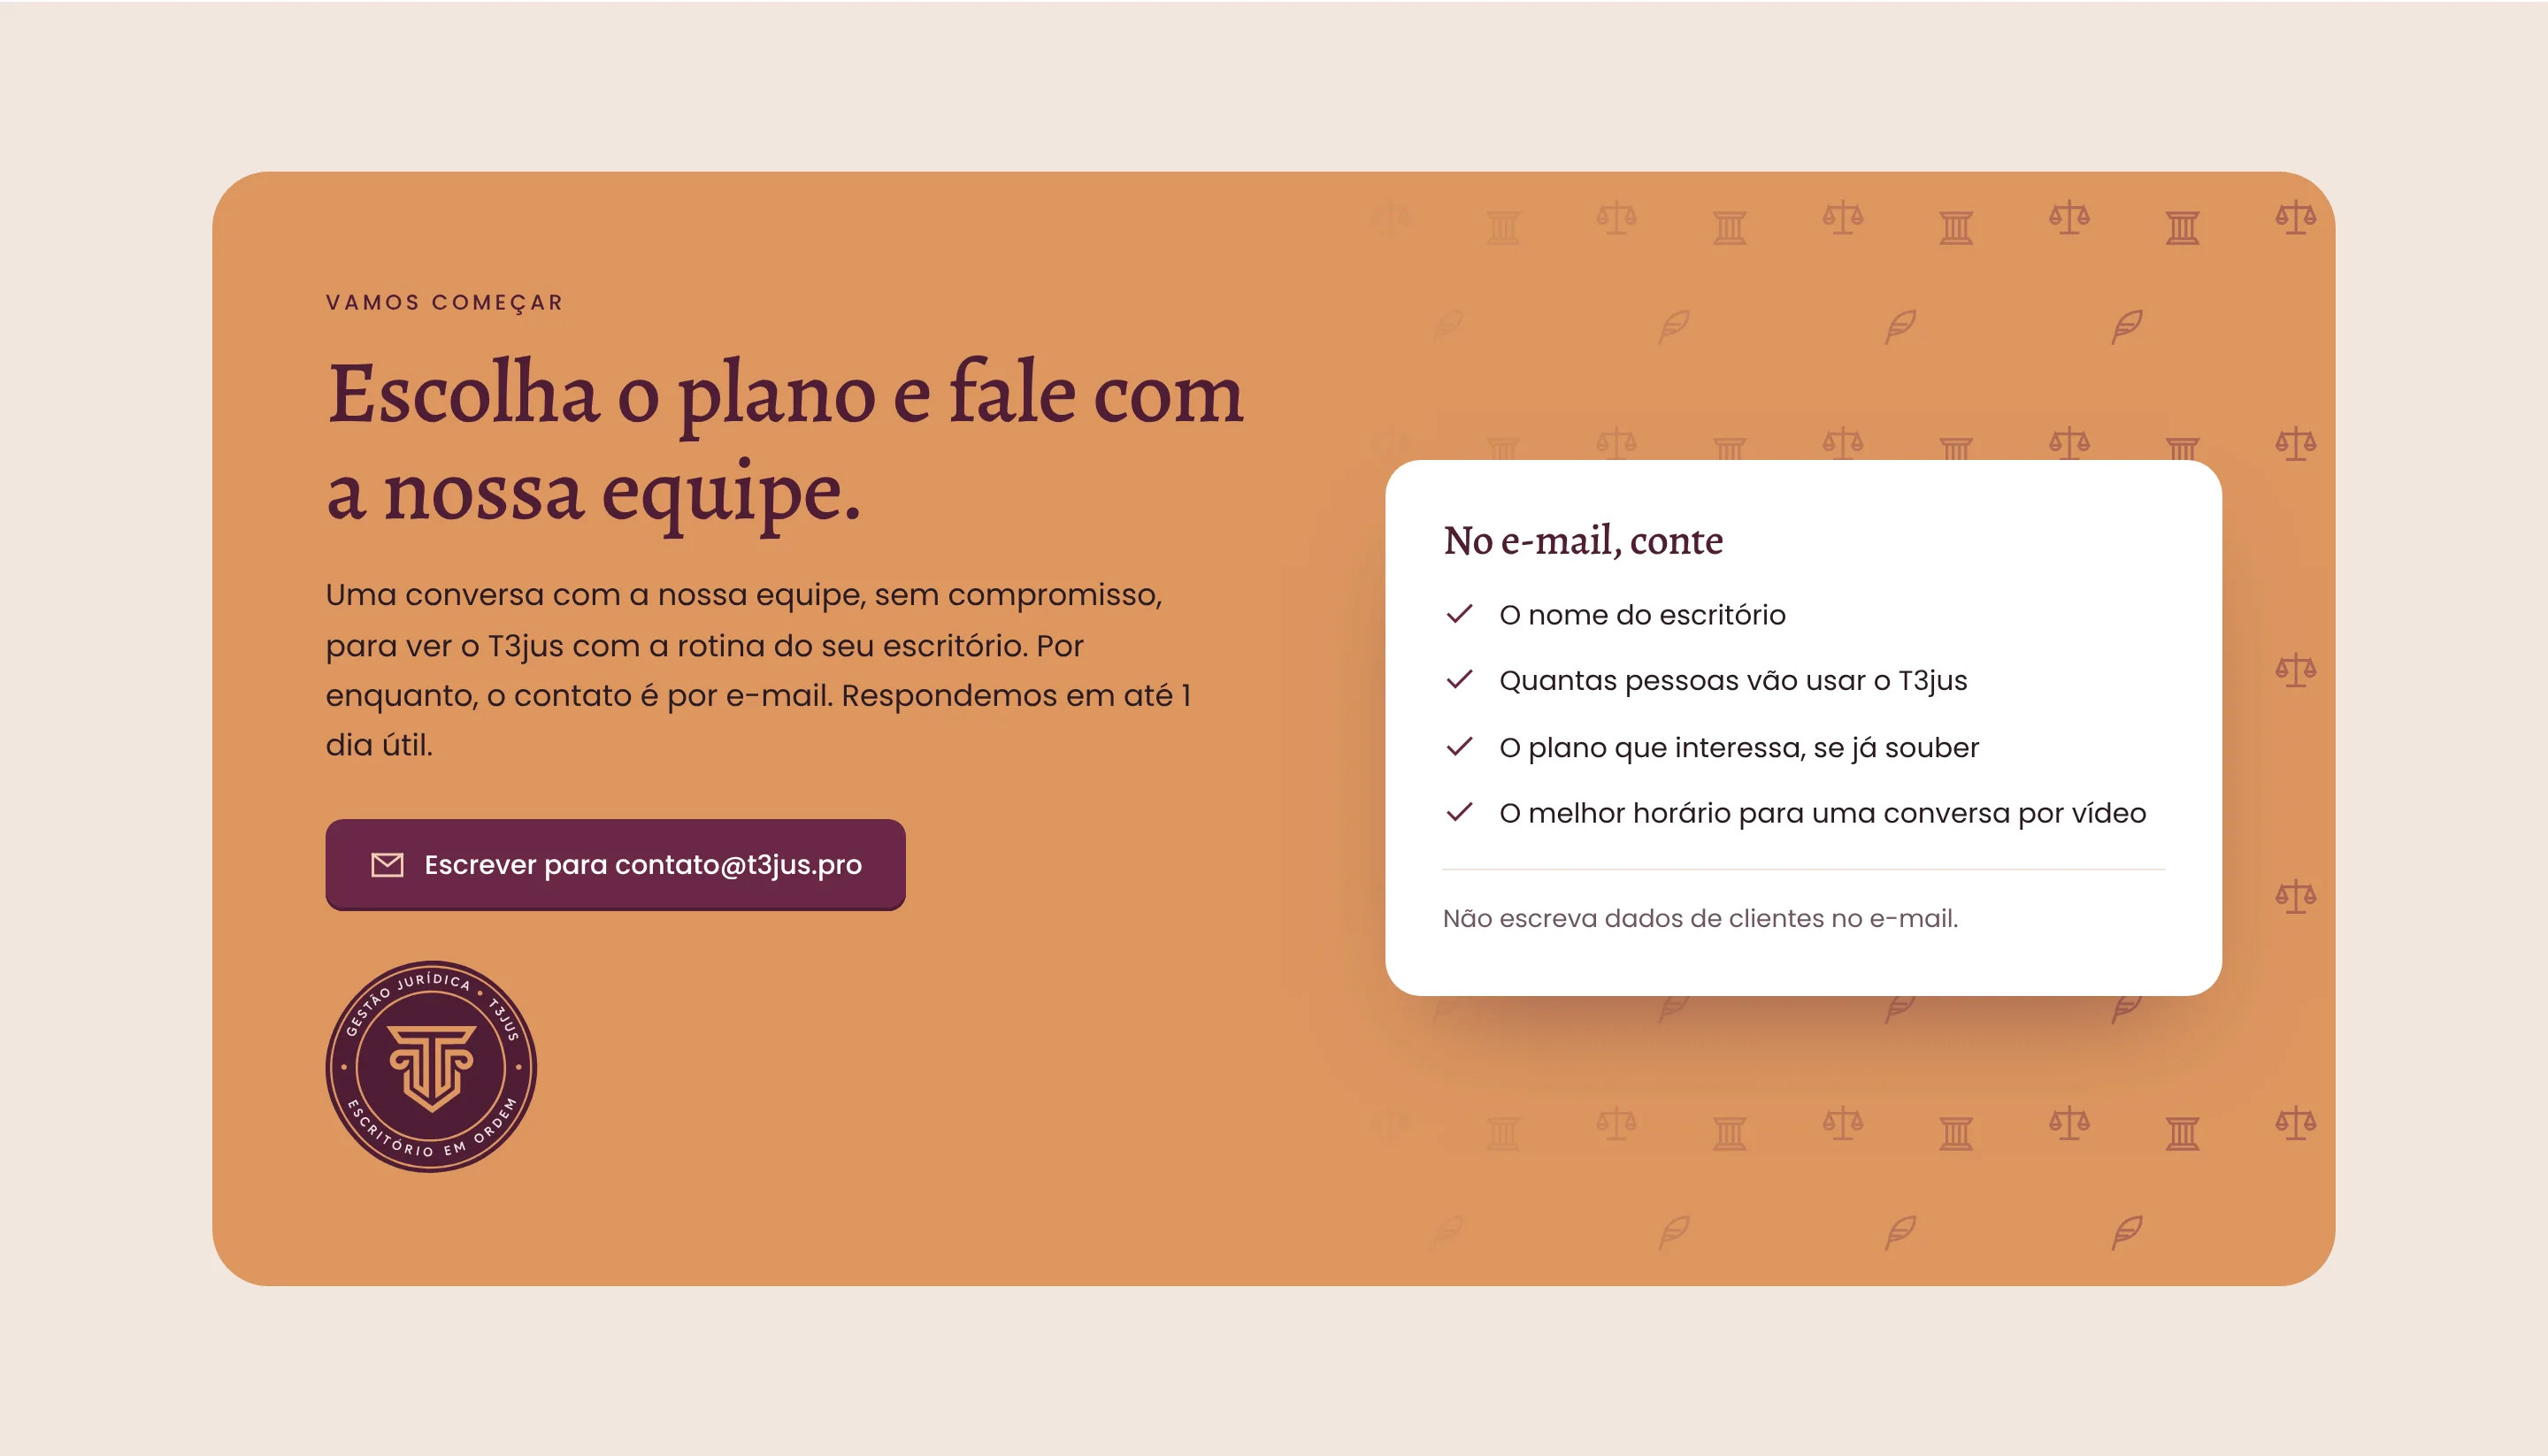 VAMOS COMEÇAR
Escolha o plano e fale com
a nossa equipe.
Uma conversa com a nossa equipe, sem compromisso,
para ver o T3jus com a rotina do seu escritório. Por
enquanto, o contato é por e-mail. Respondemos em até 1
dia útil.
Escrever para contato@t3jus.pro
GESTÃO JURÍDICA • T3JUS
ESCRITÓRIO EM ORDEM
No e-mail, conte
O nome do escritório
Quantas pessoas vão usar o T3jus
O plano que interessa, se já souber
O melhor horário para uma conversa por vídeo
Não escreva dados de clientes no e-mail.